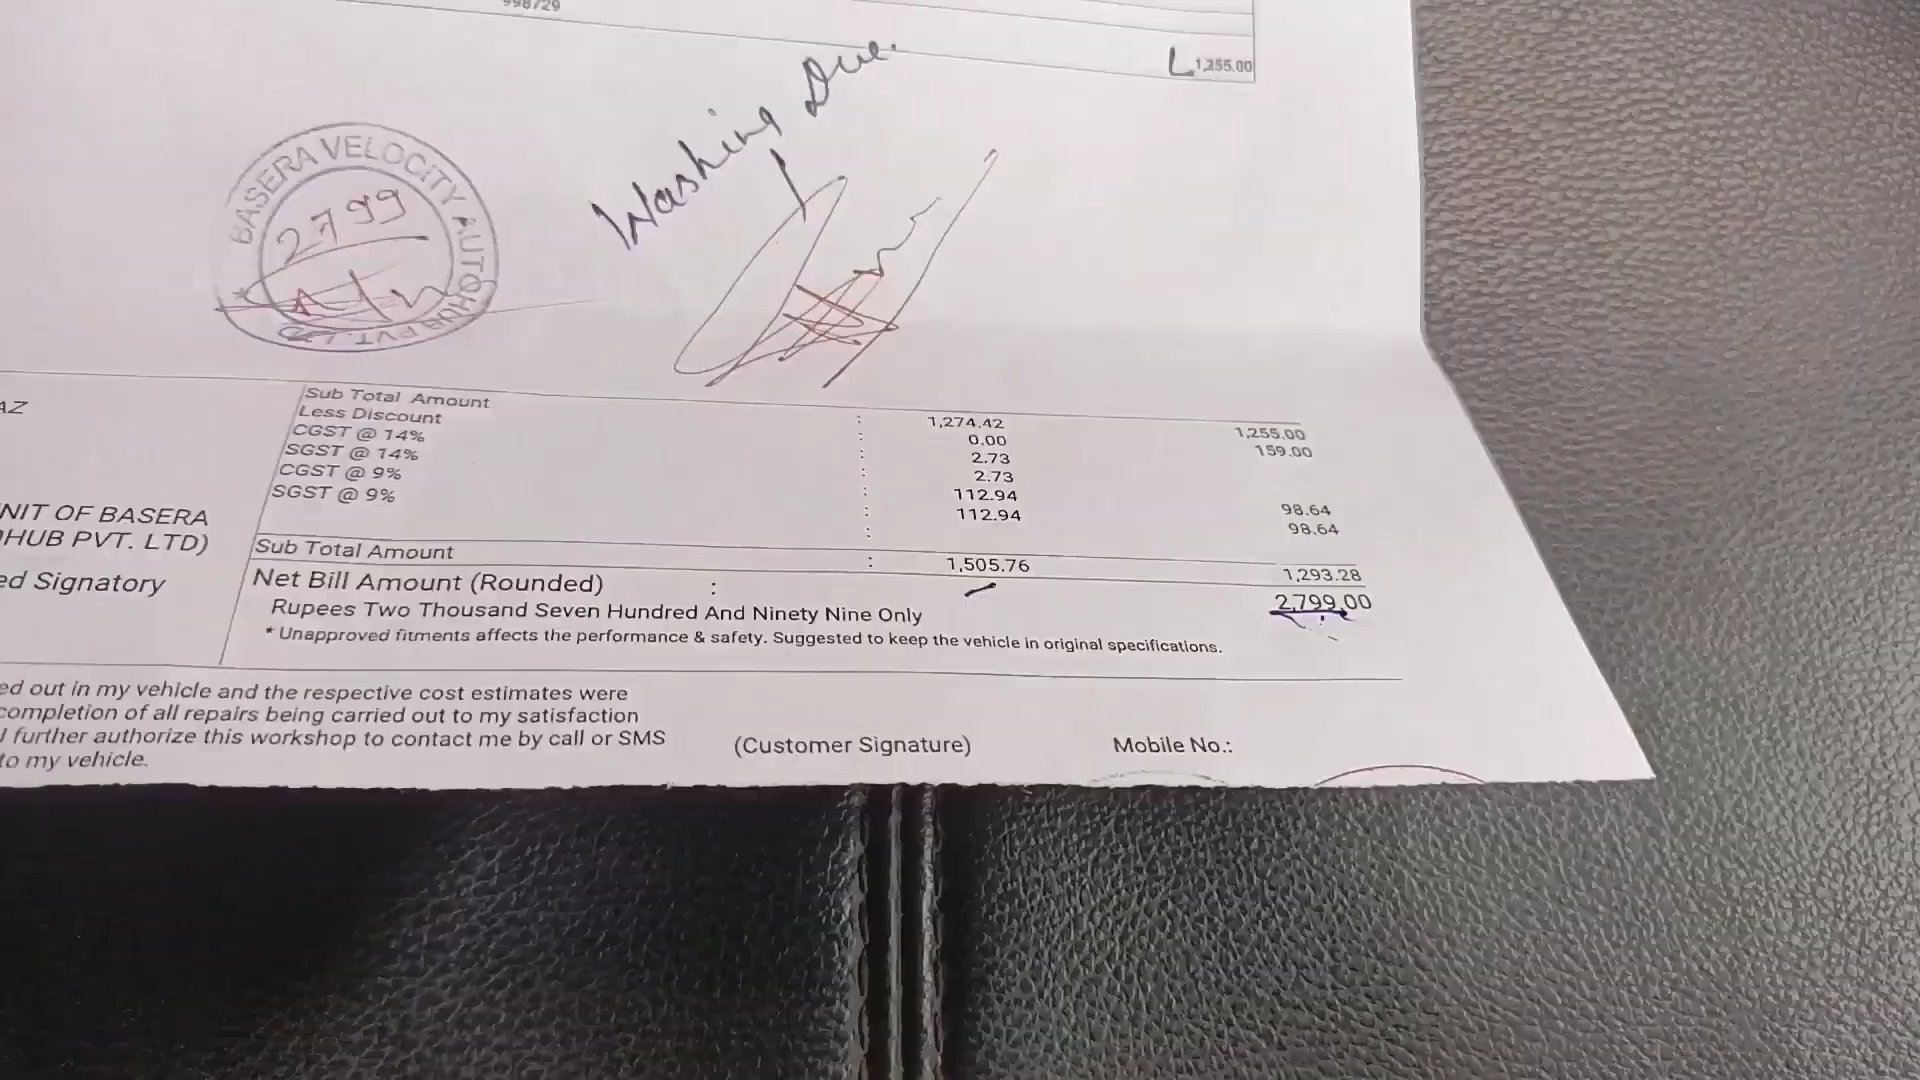 998729
1,255.00
Washing Due.
BASERA VELOCITY AUTOHUB PVT. LTD
2799
AZ
Sub Total Amount : 1,274.42 1,255.00
Less Discount : 0.00 159.00
CGST @ 14% : 2.73
SGST @ 14% : 2.73
CGST @ 9% : 112.94 98.64
SGST @ 9% : 112.94 98.64
NIT OF BASERA
OHUB PVT. LTD)
Sub Total Amount : 1,505.76 1,293.28
ed Signatory
Net Bill Amount (Rounded) : 2,799.00
Rupees Two Thousand Seven Hundred And Ninety Nine Only
* Unapproved fitments affects the performance & safety. Suggested to keep the vehicle in original specifications.
ed out in my vehicle and the respective cost estimates were
completion of all repairs being carried out to my satisfaction
I further authorize this workshop to contact me by call or SMS
to my vehicle.
(Customer Signature) Mobile No.: